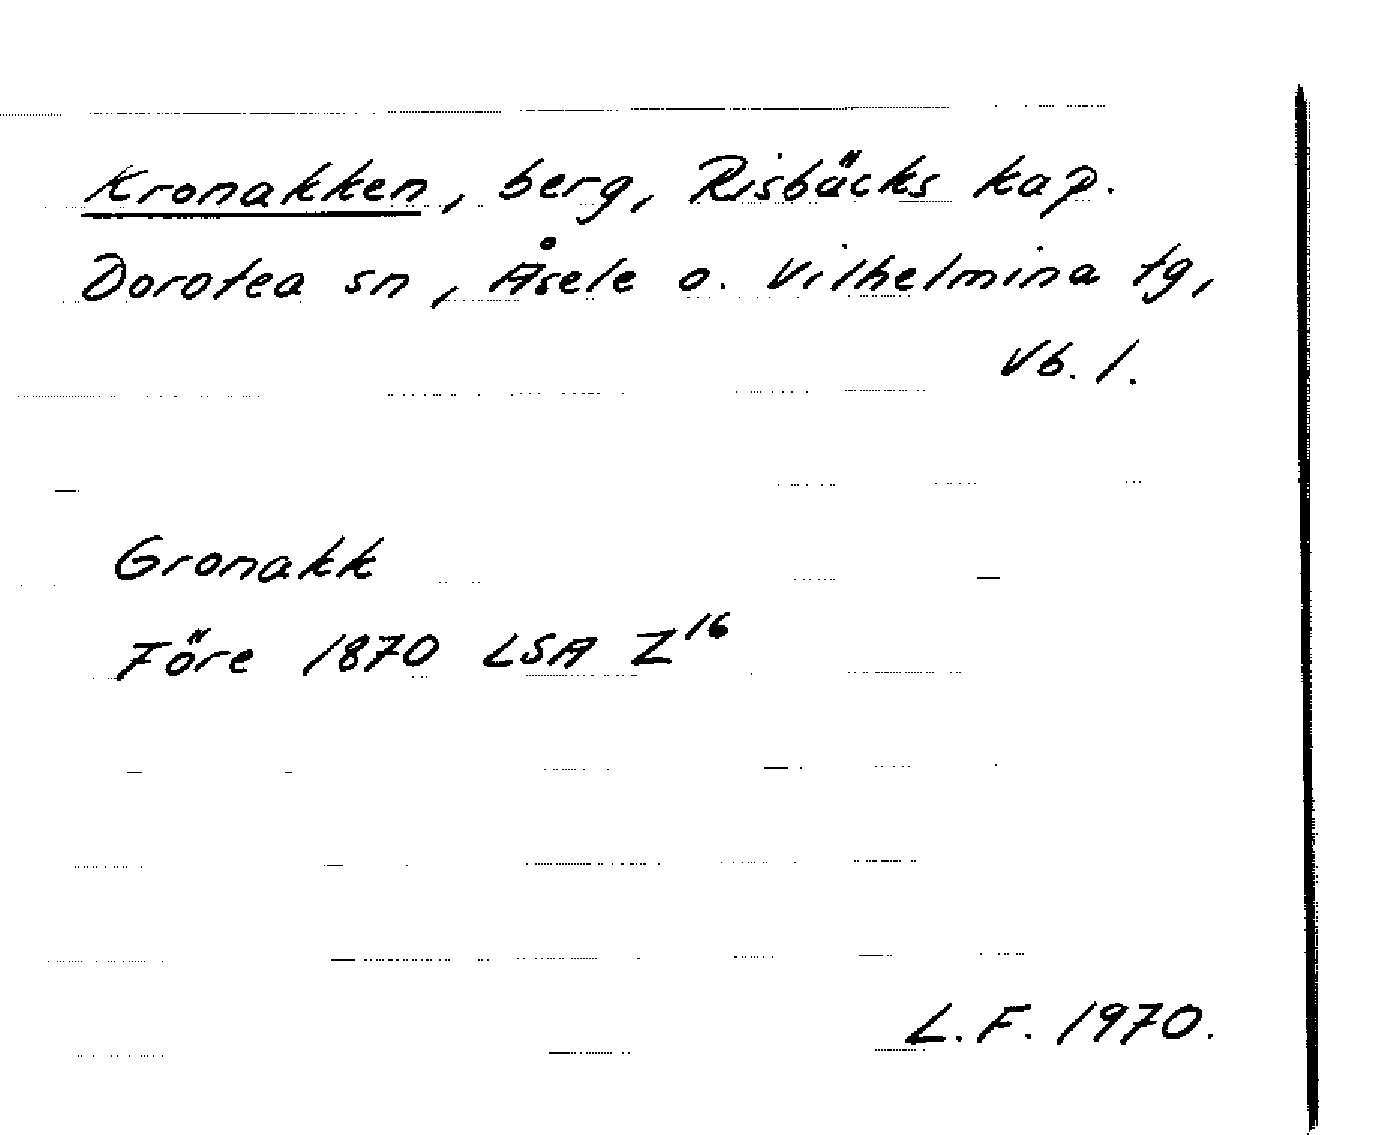 Kronakken, berg, Risbäcks kap.
Dorotea sn, Åsele o. Vilhelmina tg,
Vb. l.
Gronakk
Före 1870 LSA Z16
L.F. 1970.